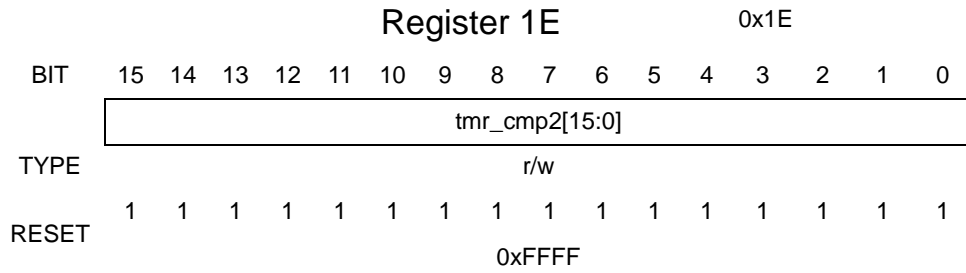 Register 1E 0x1E
BIT 15 14 13 12 11 10 9 8 7 6 5 4 3 2 1 0
tmr_cmp2[15:0]
TYPE r/w
1 1 1 1 1 1 1 1 1 1 1 1 1 1 1 1
RESET
0xFFFF